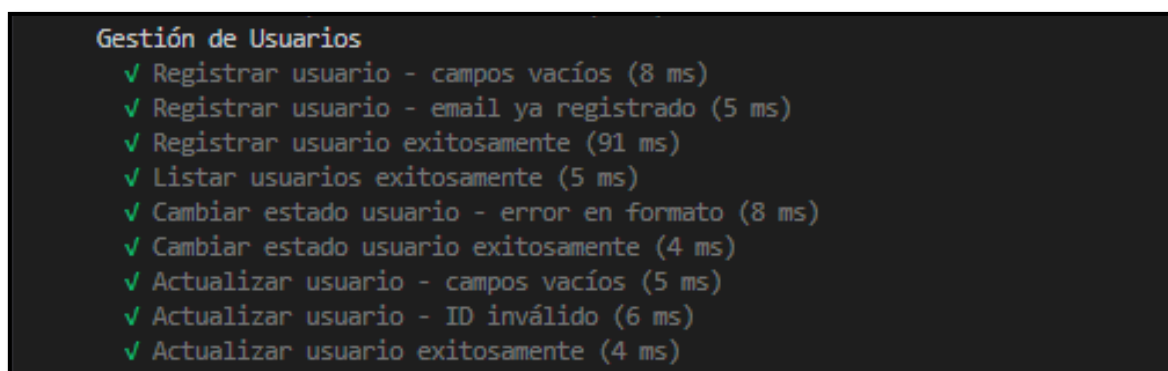 Gestión de Usuarios
√ Registrar usuario - campos vacíos (8 ms)
√ Registrar usuario - email ya registrado (5 ms)
√ Registrar usuario exitosamente (91 ms)
√ Listar usuarios exitosamente (5 ms)
√ Cambiar estado usuario - error en formato (8 ms)
√ Cambiar estado usuario exitosamente (4 ms)
√ Actualizar usuario - campos vacíos (5 ms)
√ Actualizar usuario - ID inválido (6 ms)
√ Actualizar usuario exitosamente (4 ms)